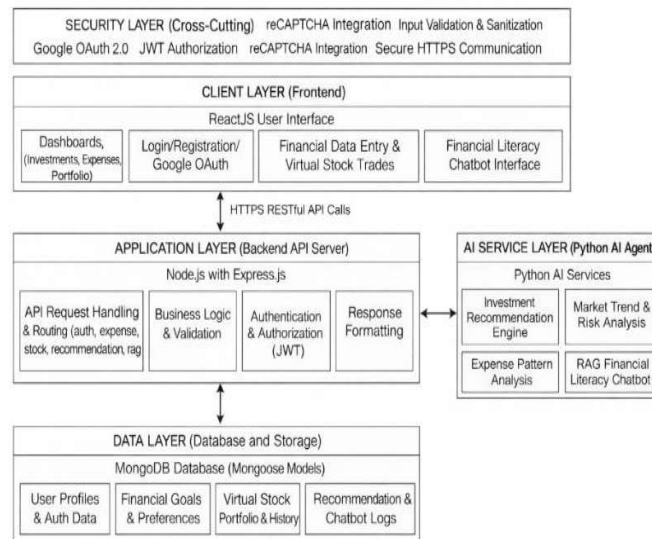 SECURITY LAYER (Cross-Cutting) reCAPTCHA Integration Input Validation & Sanitization
Google OAuth 2.0 JWT Authorization reCAPTCHA Integration Secure HTTPS Communication
CLIENT LAYER (Frontend)
ReactJS User Interface
Dashboards,
(Investments, Expenses,
Portfolio)
Login/Registration/
Google OAuth
Financial Data Entry &
Virtual Stock Trades
Financial Literacy
Chatbot Interface
HTTPS RESTful API Calls
APPLICATION LAYER (Backend API Server)
Node.js with Express.js
API Request Handling
& Routing (auth, expense,
stock, recommendation, rag
Business Logic
& Validation
Authentication
& Authorization
(JWT)
Response
Formatting
AI SERVICE LAYER (Python AI Agent
Python AI Services
Investment
Recommendation
Engine
Market Trend &
Risk Analysis
Expense Pattern
Analysis
RAG Financial
Literacy Chatbot
DATA LAYER (Database and Storage)
MongoDB Database (Mongoose Models)
User Profiles
& Auth Data
Financial Goals
& Preferences
Virtual Stock
Portfolio & History
Recommendation &
Chatbot Logs